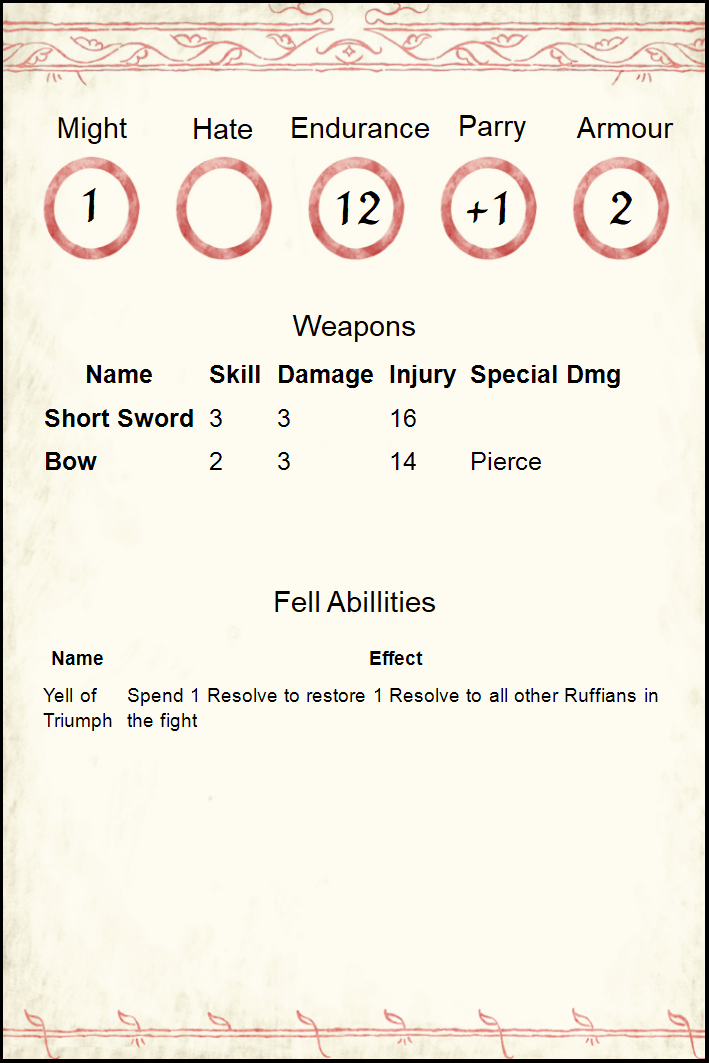 Might Hate Endurance Parry Armour
1 12 +1 2
Weapons
Name Skill Damage Injury Special Dmg
Short Sword 3 3 16
Bow 2 3 14 Pierce
Fell Abillities
Name Effect
Yell of Spend 1 Resolve to restore 1 Resolve to all other Ruffians in
Triumph the fight